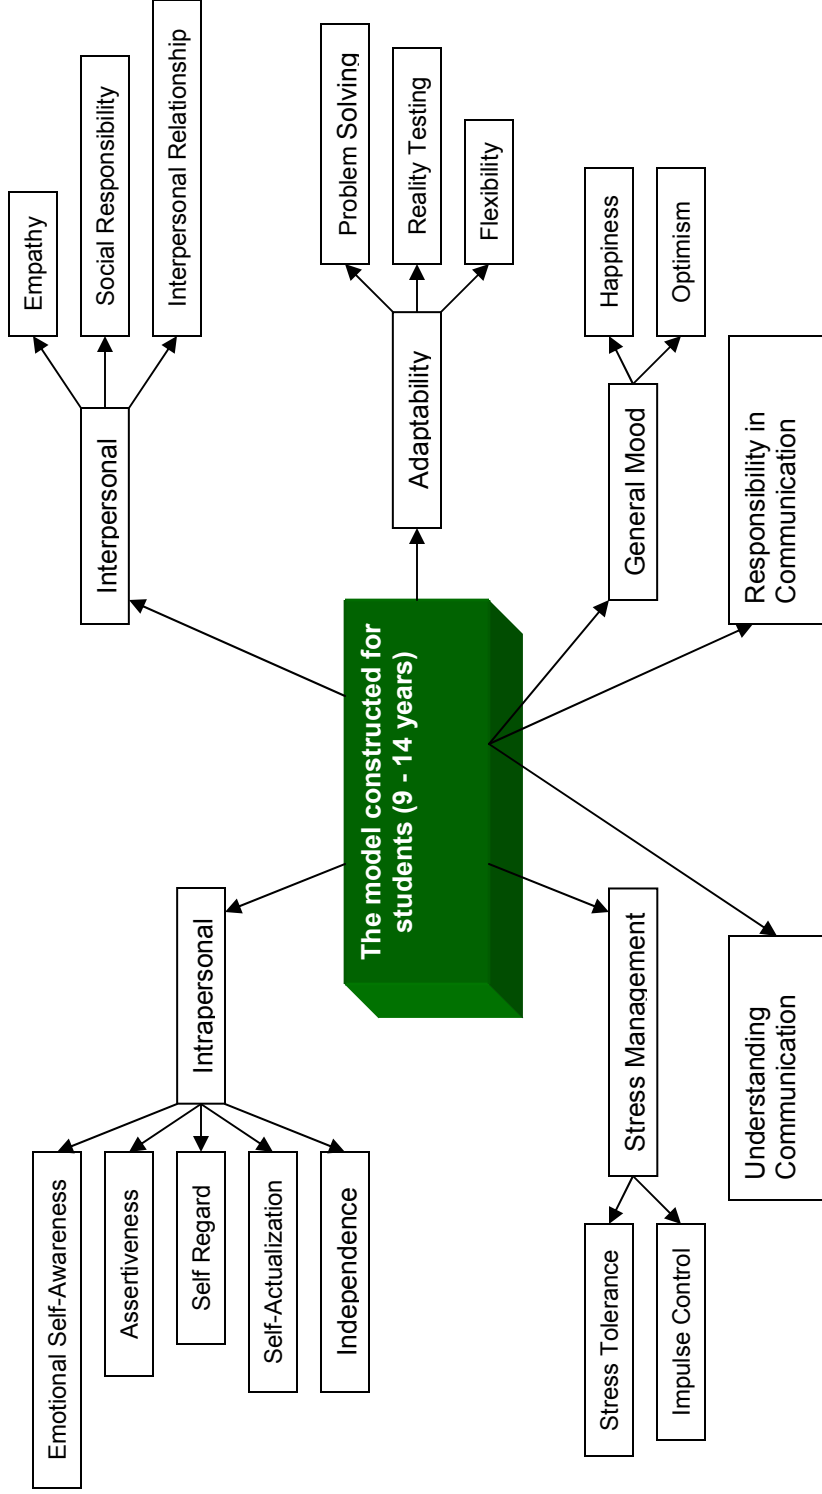 Emotional Self-Awareness
Assertiveness
Self Regard
Self-Actualization
Independence
Intrapersonal
Interpersonal
Empathy
Social Responsibility
Interpersonal Relationship
The model constructed for
students (9 - 14 years)
Adaptability
Problem Solving
Reality Testing
Flexibility
Stress Tolerance
Impulse Control
Stress Management
General Mood
Happiness
Optimism
Understanding
Communication
Responsibility in
Communication